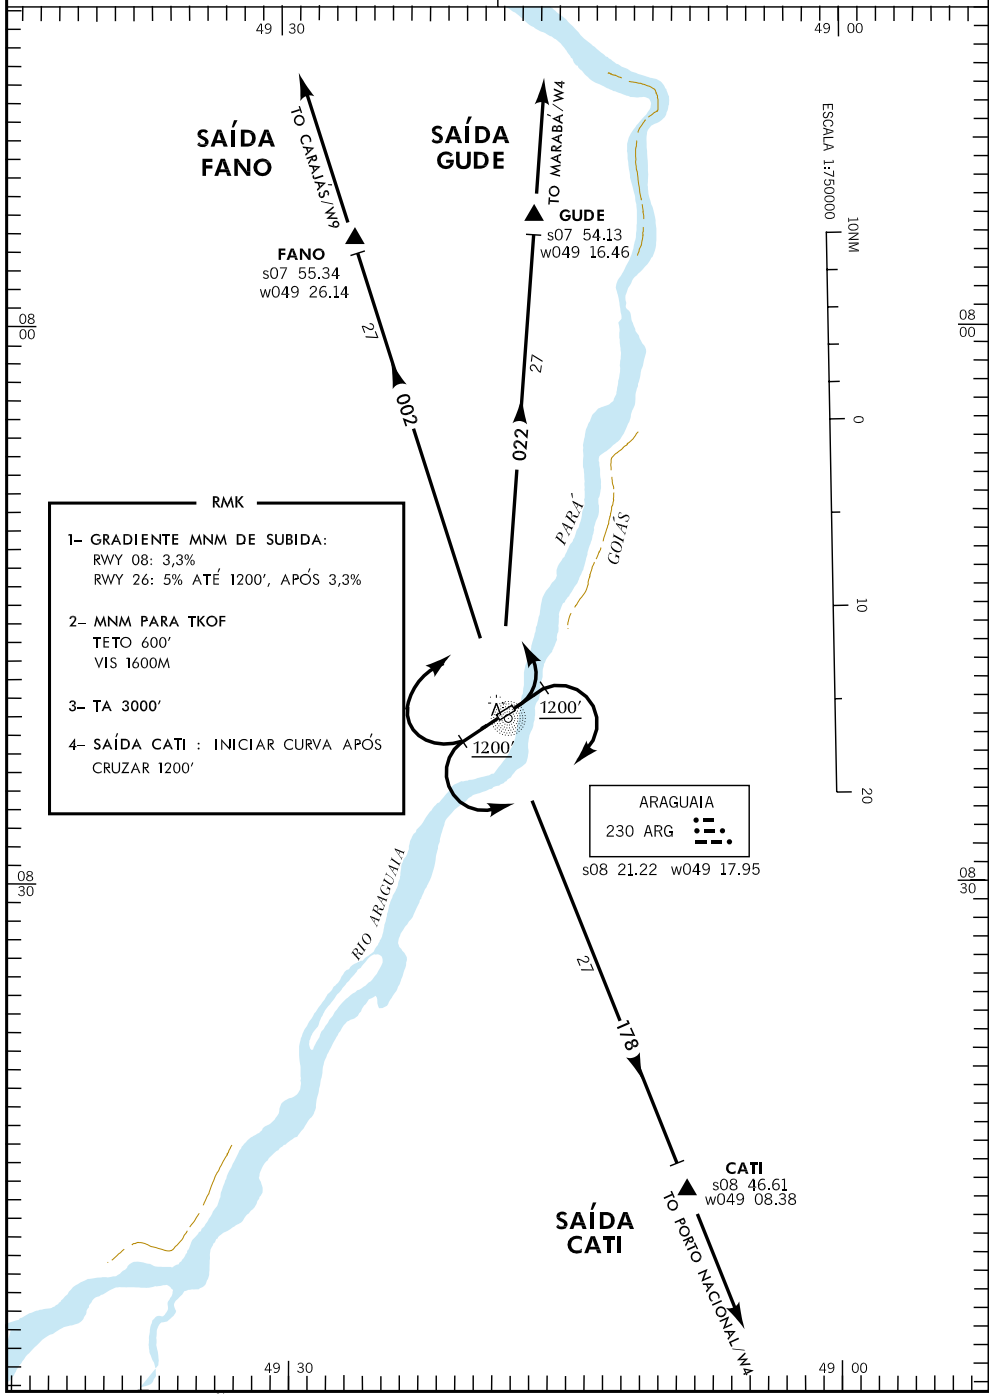 49 30
49 00
SAÍDA
FANO
TO CARAJÁS/W9
SAÍDA
GUDE
TO MARABÁ/W4
ESCALA 1:750000
10NM
0
10
20
GUDE
s07 54.13
w049 16.46
FANO
s07 55.34
w049 26.14
08
00
08
00
27
27
002
022
RMK
1- GRADIENTE MNM DE SUBIDA:
RWY 08: 3,3%
RWY 26: 5% ATÉ 1200', APÓS 3,3%
2- MNM PARA TKOF
TETO 600'
VIS 1600M
3- TA 3000'
4- SAÍDA CATI : INICIAR CURVA APÓS
CRUZAR 1200'
PARÁ
GOIÁS
1200'
1200'
ARAGUAIA
230 ARG
s08 21.22 w049 17.95
RIO ARAGUAIA
08
30
08
30
27
178
CATI
s08 46.61
w049 08.38
SAÍDA
CATI
TO PORTO NACIONAL/W4
49 30
49 00